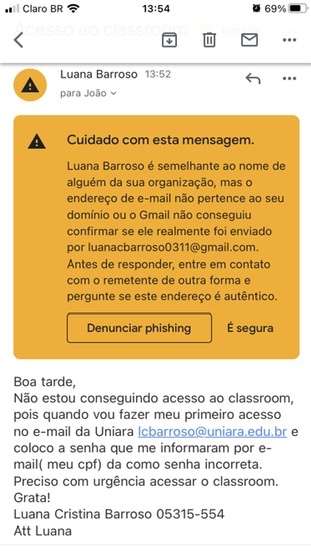 Claro BR 13:54 69%
Acesso ao classroom
Luana Barroso 13:52
para João
Cuidado com esta mensagem.
Luana Barroso é semelhante ao nome de
alguém da sua organização, mas o
endereço de e-mail não pertence ao seu
domínio ou o Gmail não conseguiu
confirmar se ele realmente foi enviado
por luanacbarroso0311@gmail.com.
Antes de responder, entre em contato
com o remetente de outra forma e
pergunte se este endereço é autêntico.
Denunciar phishing É segura
Boa tarde,
Não estou conseguindo acesso ao classroom,
pois quando vou fazer meu primeiro acesso
no e-mail da Uniara lcbarroso@uniara.edu.br e
coloco a senha que me informaram por e-
mail( meu cpf) da como senha incorreta.
Preciso com urgência acessar o classroom.
Grata!
Luana Cristina Barroso 05315-554
Att Luana